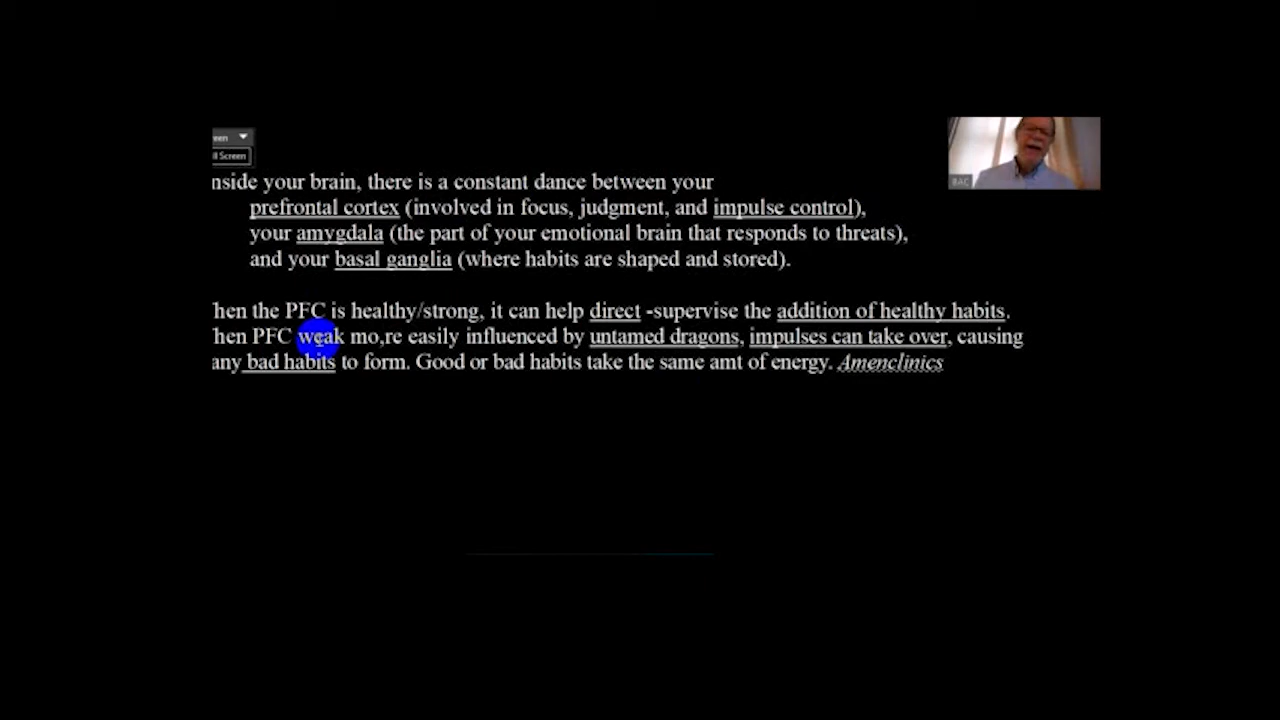 een
ll Screen
BAC
nside your brain, there is a constant dance between your
prefrontal cortex (involved in focus, judgment, and impulse control),
your amygdala (the part of your emotional brain that responds to threats),
and your basal ganglia (where habits are shaped and stored).
hen the PFC is healthy/strong, it can help direct -supervise the addition of healthy habits.
hen PFC weak mo,re easily influenced by untamed dragons, impulses can take over, causing
any bad habits to form. Good or bad habits take the same amt of energy. Amenclinics